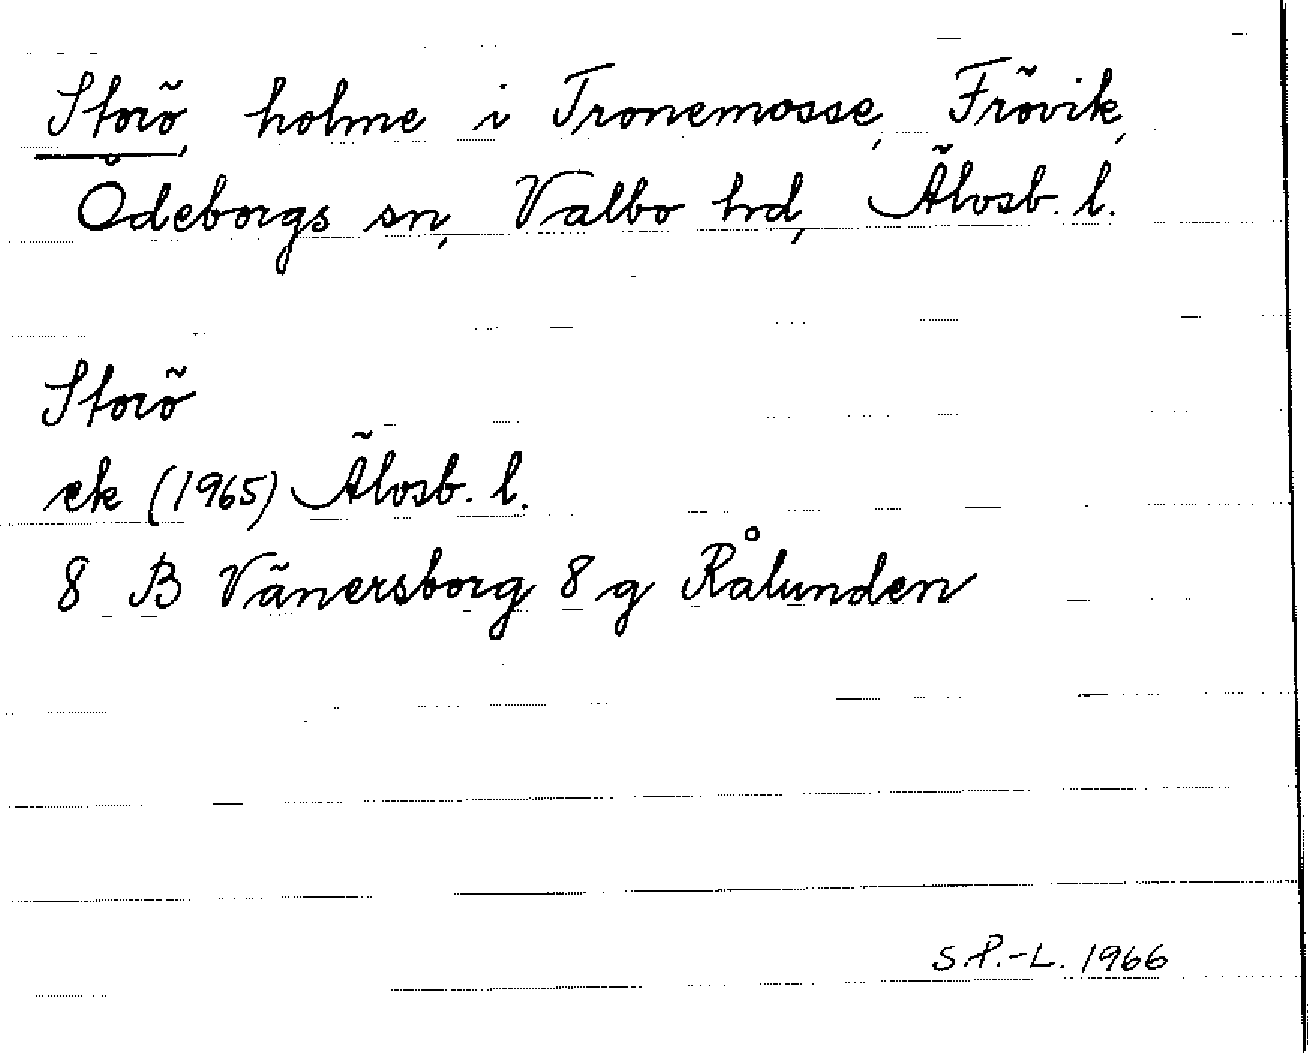 Storö, holme i Tronemosse, Frövik,
Ödeborgs sn, Valbo hd, Älvsb. l.
Storö
ek (1965) Älvsb. l.
8 B Vänersborg 8 g Rålunden
S.P.-L. 1966